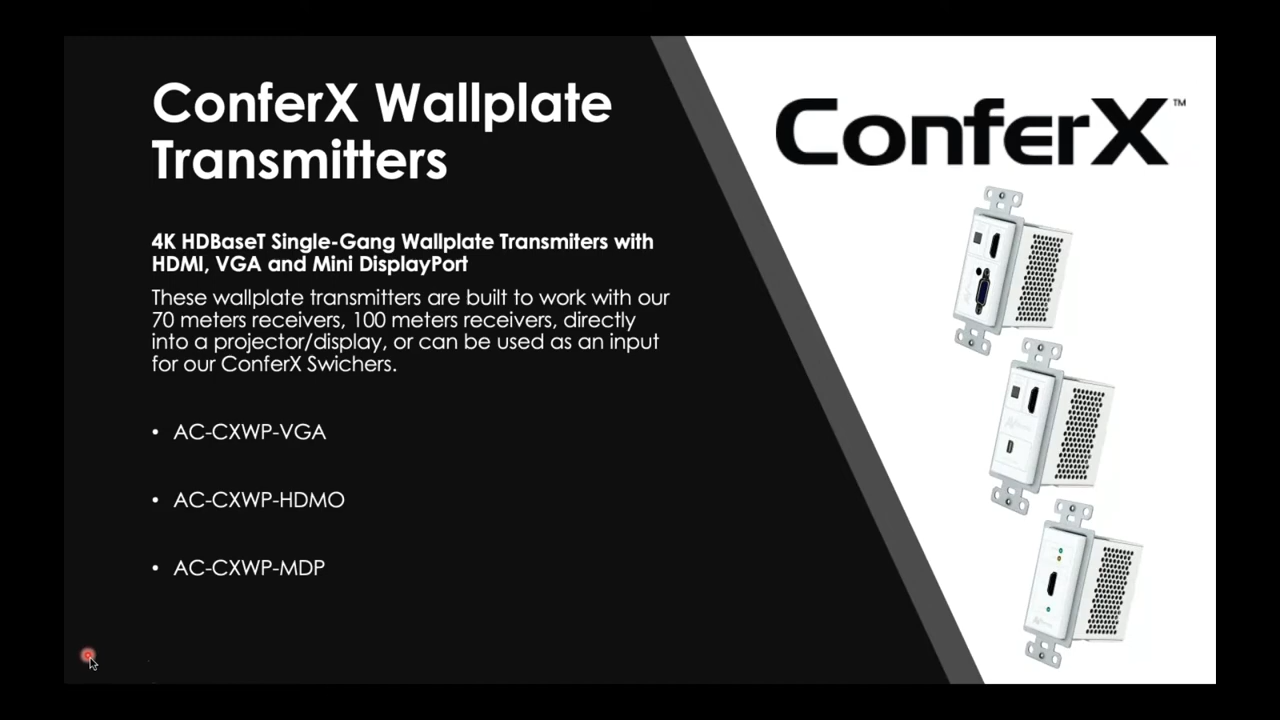 ConferX Wallplate
Transmitters
4K HDBaseT Single-Gang Wallplate Transmiters with
HDMI, VGA and Mini DisplayPort
These wallplate transmitters are built to work with our
70 meters receivers, 100 meters receivers, directly
into a projector/display, or can be used as an input
for our ConferX Swichers.
• AC-CXWP-VGA
• AC-CXWP-HDMO
• AC-CXWP-MDP
ConferX™